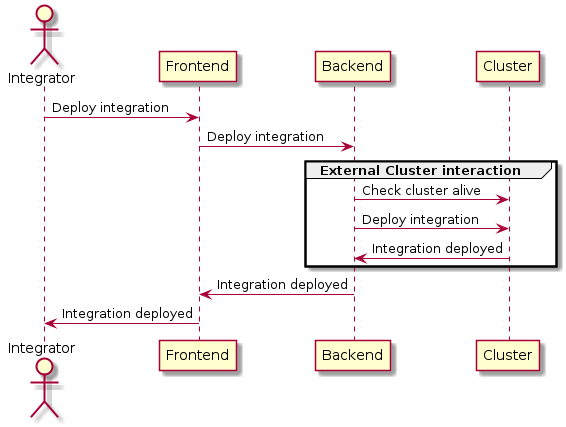 Integrator
Frontend
Backend
Cluster
Deploy integration
Deploy integration
External Cluster interaction
Check cluster alive
Deploy integration
Integration deployed
Integration deployed
Integration deployed
Integrator
Frontend
Backend
Cluster